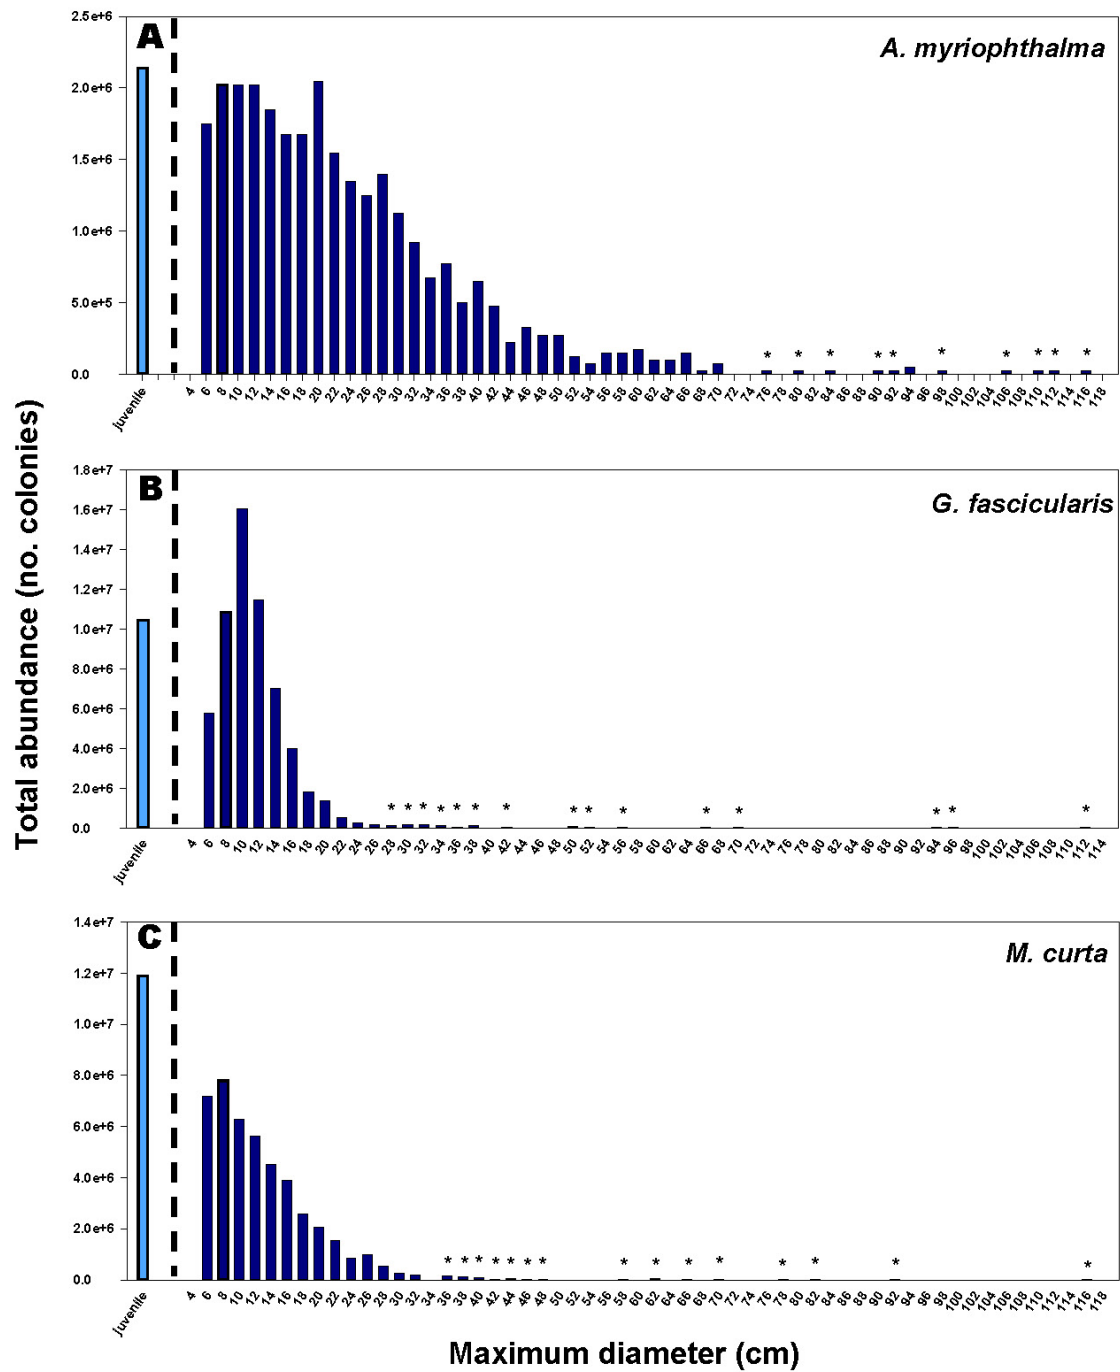 Total abundance (no. colonies)
A
A. myriophthalma
2.5e+6
2.0e+6
1.5e+6
1.0e+6
5.0e+5
0.0
* * * * * * * * * *
juvenile 4 6 8 10 12 14 16 18 20 22 24 26 28 30 32 34 36 38 40 42 44 46 48 50 52 54 56 58 60 62 64 66 68 70 72 74 76 78 80 82 84 86 88 90 92 94 96 98 100 102 104 106 108 110 112 114 116 118
B
G. fascicularis
1.8e+7
1.6e+7
1.4e+7
1.2e+7
1.0e+7
8.0e+6
6.0e+6
4.0e+6
2.0e+6
0.0
* * * * * * * * * * * * * * *
juvenile 4 6 8 10 12 14 16 18 20 22 24 26 28 30 32 34 36 38 40 42 44 46 48 50 52 54 56 58 60 62 64 66 68 70 72 74 76 78 80 82 84 86 88 90 92 94 96 98 100 102 104 106 108 110 112 114
C
M. curta
1.4e+7
1.2e+7
1.0e+7
8.0e+6
6.0e+6
4.0e+6
2.0e+6
0.0
* * * * * * * * * * * * * * *
juvenile 4 6 8 10 12 14 16 18 20 22 24 26 28 30 32 34 36 38 40 42 44 46 48 50 52 54 56 58 60 62 64 66 68 70 72 74 76 78 80 82 84 86 88 90 92 94 96 98 100 102 104 106 108 110 112 114 116 118
Maximum diameter (cm)